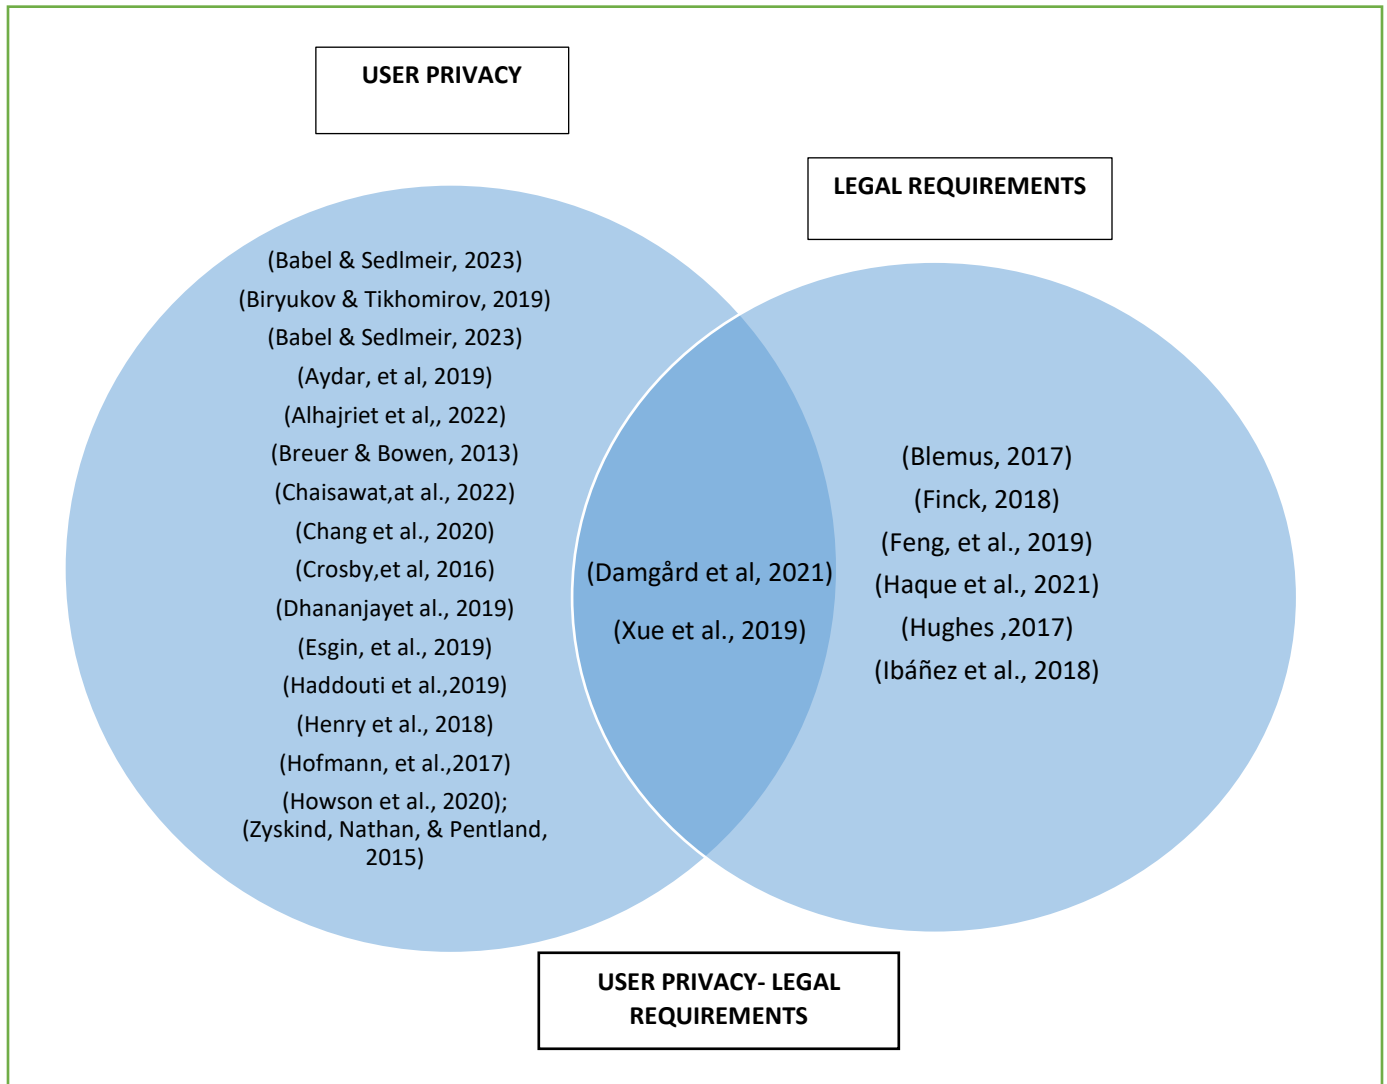 USER PRIVACY
LEGAL REQUIREMENTS
(Babel & Sedlmeir, 2023)
(Biryukov & Tikhomirov, 2019)
(Babel & Sedlmeir, 2023)
(Aydar, et al, 2019)
(Alhajriet et al,, 2022)
(Breuer & Bowen, 2013)
(Chaisawat,at al., 2022)
(Chang et al., 2020)
(Crosby,et al, 2016)
(Dhananjayet al., 2019)
(Esgin, et al., 2019)
(Haddouti et al.,2019)
(Henry et al., 2018)
(Hofmann, et al.,2017)
(Howson et al., 2020);
(Zyskind, Nathan, & Pentland,
2015)
(Damgård et al, 2021)
(Xue et al., 2019)
(Blemus, 2017)
(Finck, 2018)
(Feng, et al., 2019)
(Haque et al., 2021)
(Hughes ,2017)
(Ibáñez et al., 2018)
USER PRIVACY- LEGAL
REQUIREMENTS